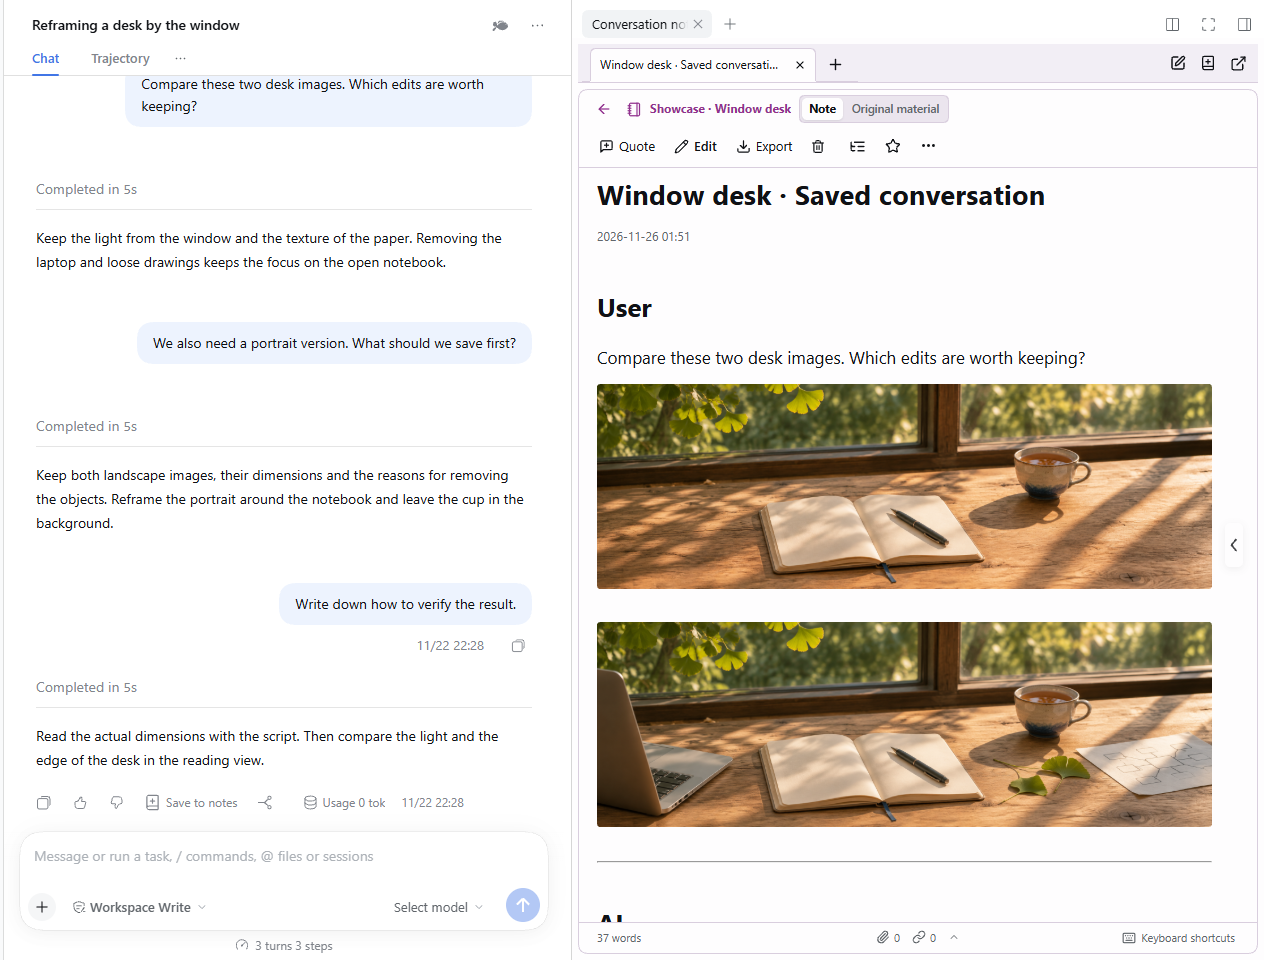 Reframing a desk by the window
Chat
Trajectory
Compare these two desk images. Which edits are worth
keeping?
Completed in 5s
Keep the light from the window and the texture of the paper. Removing the
laptop and loose drawings keeps the focus on the open notebook.
We also need a portrait version. What should we save first?
Completed in 5s
Keep both landscape images, their dimensions and the reasons for removing
the objects. Reframe the portrait around the notebook and leave the cup in the
background.
Write down how to verify the result.
11/22 22:28
Completed in 5s
Read the actual dimensions with the script. Then compare the light and the
edge of the desk in the reading view.
Save to notes
Usage 0 tok
11/22 22:28
Message or run a task, / commands, @ files or sessions
Workspace Write
Select model
3 turns 3 steps
Conversation no
Window desk · Saved conversati...
Showcase · Window desk
Note
Original material
Quote
Edit
Export
Window desk · Saved conversation
2026-11-26 01:51
User
Compare these two desk images. Which edits are worth keeping?
AI
37 words
0
0
Keyboard shortcuts